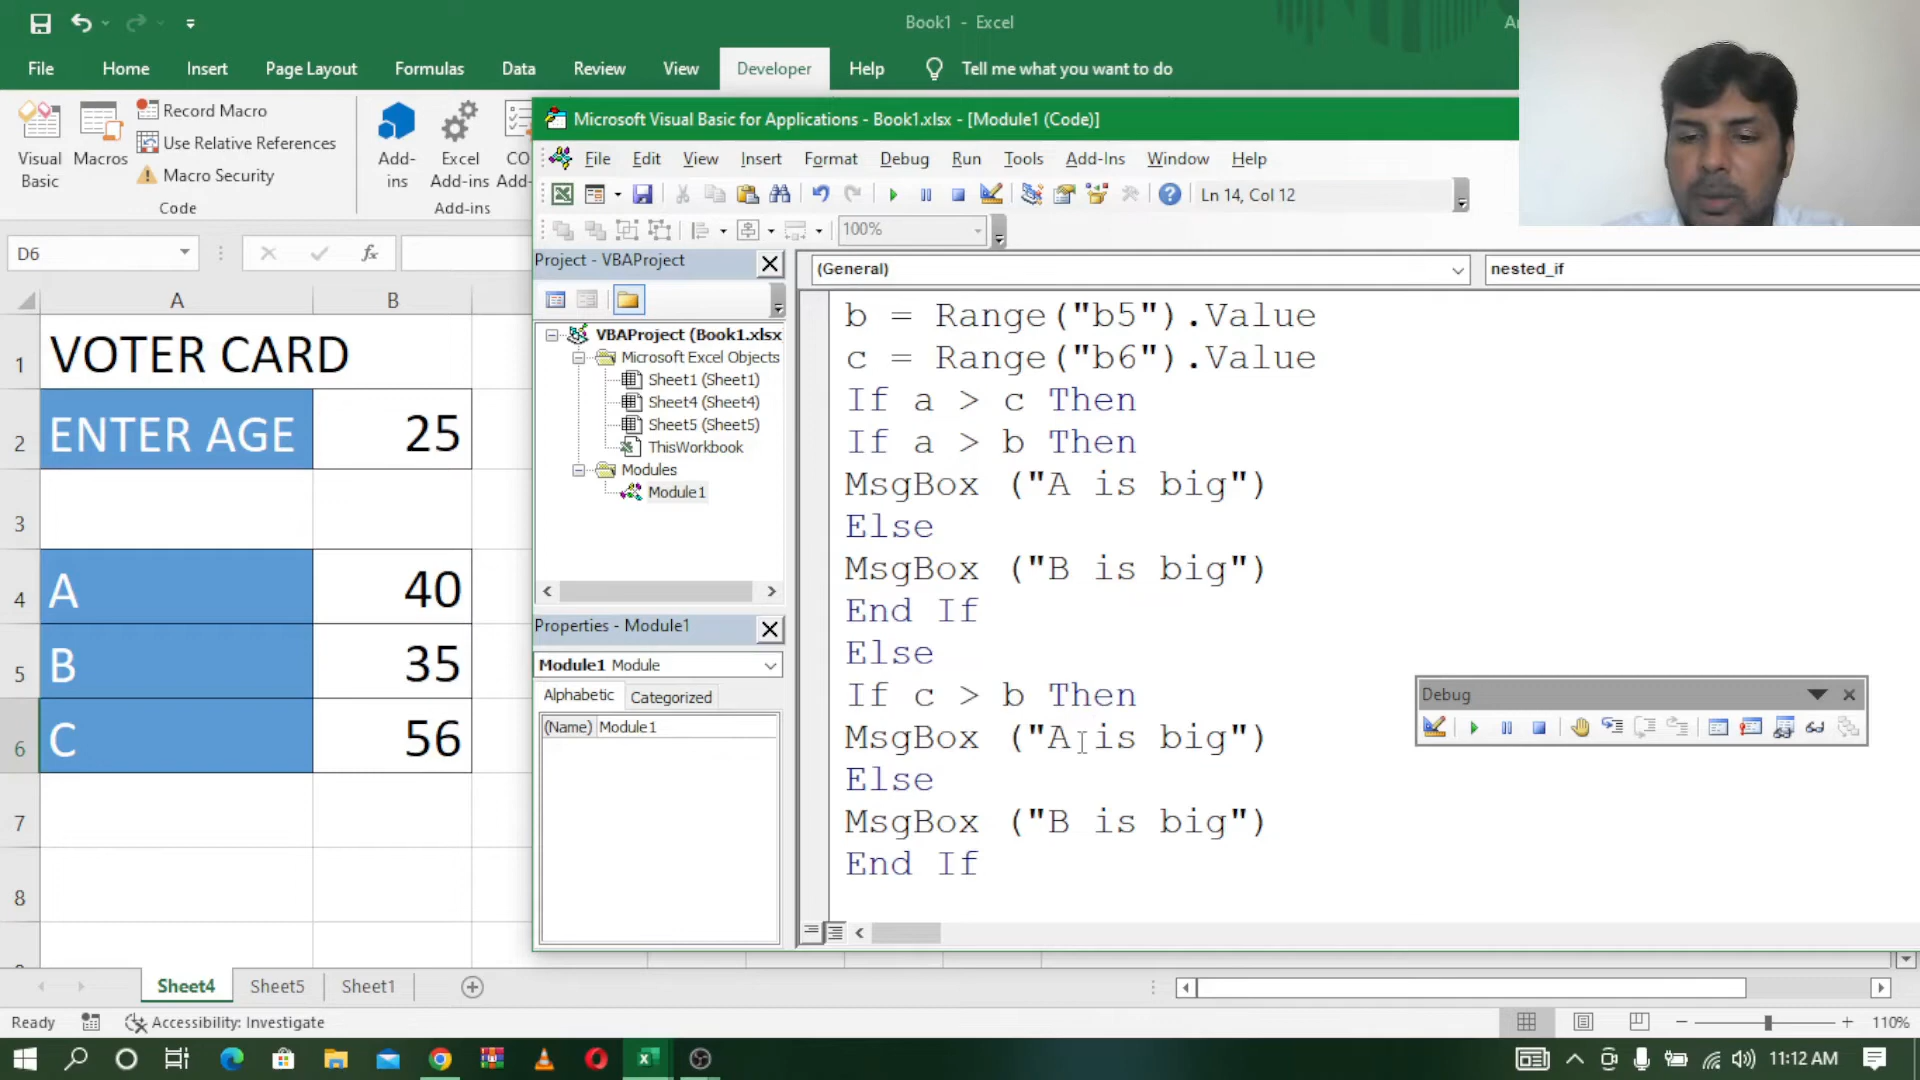 Book1 - Excel
File Home Insert Page Layout Formulas Data Review View Developer Help Tell me what you want to do
Visual Basic
Macros
Record Macro
Use Relative References
Macro Security
Code
Add-ins
Excel Add-ins
Add-ins
Microsoft Visual Basic for Applications - Book1.xlsx - [Module1 (Code)]
File Edit View Insert Format Debug Run Tools Add-Ins Window Help
Ln 14, Col 12
100%
D6
fx
Project - VBAProject
VBAProject (Book1.xlsx
Microsoft Excel Objects
Sheet1 (Sheet1)
Sheet4 (Sheet4)
Sheet5 (Sheet5)
ThisWorkbook
Modules
Module1
Properties - Module1
Module1 Module
Alphabetic Categorized
(Name) Module1
(General)
nested_if
b = Range("b5").Value
c = Range("b6").Value
If a > c Then
If a > b Then
MsgBox ("A is big")
Else
MsgBox ("B is big")
End If
Else
If c > b Then
MsgBox ("A is big")
Else
MsgBox ("B is big")
End If
Debug
A B
1 VOTER CARD
2 ENTER AGE 25
3
4 A 40
5 B 35
6 C 56
7
8
Sheet4 Sheet5 Sheet1
Ready
Accessibility: Investigate
110%
11:12 AM